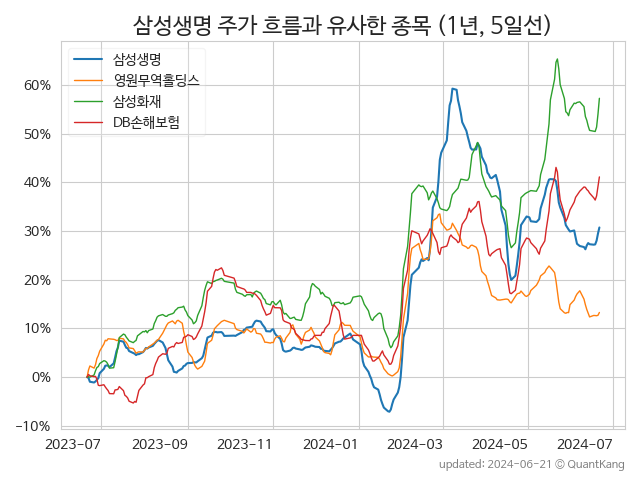 삼성생명 주가 흐름과 유사한 종목 (1년, 5일선)
삼성생명
영원무역홀딩스
삼성화재
DB손해보험
60%
50%
40%
30%
20%
10%
0%
−10%
2023-07 2023-09 2023-11 2024-01 2024-03 2024-05 2024-07
updated: 2024-06-21 © QuantKang